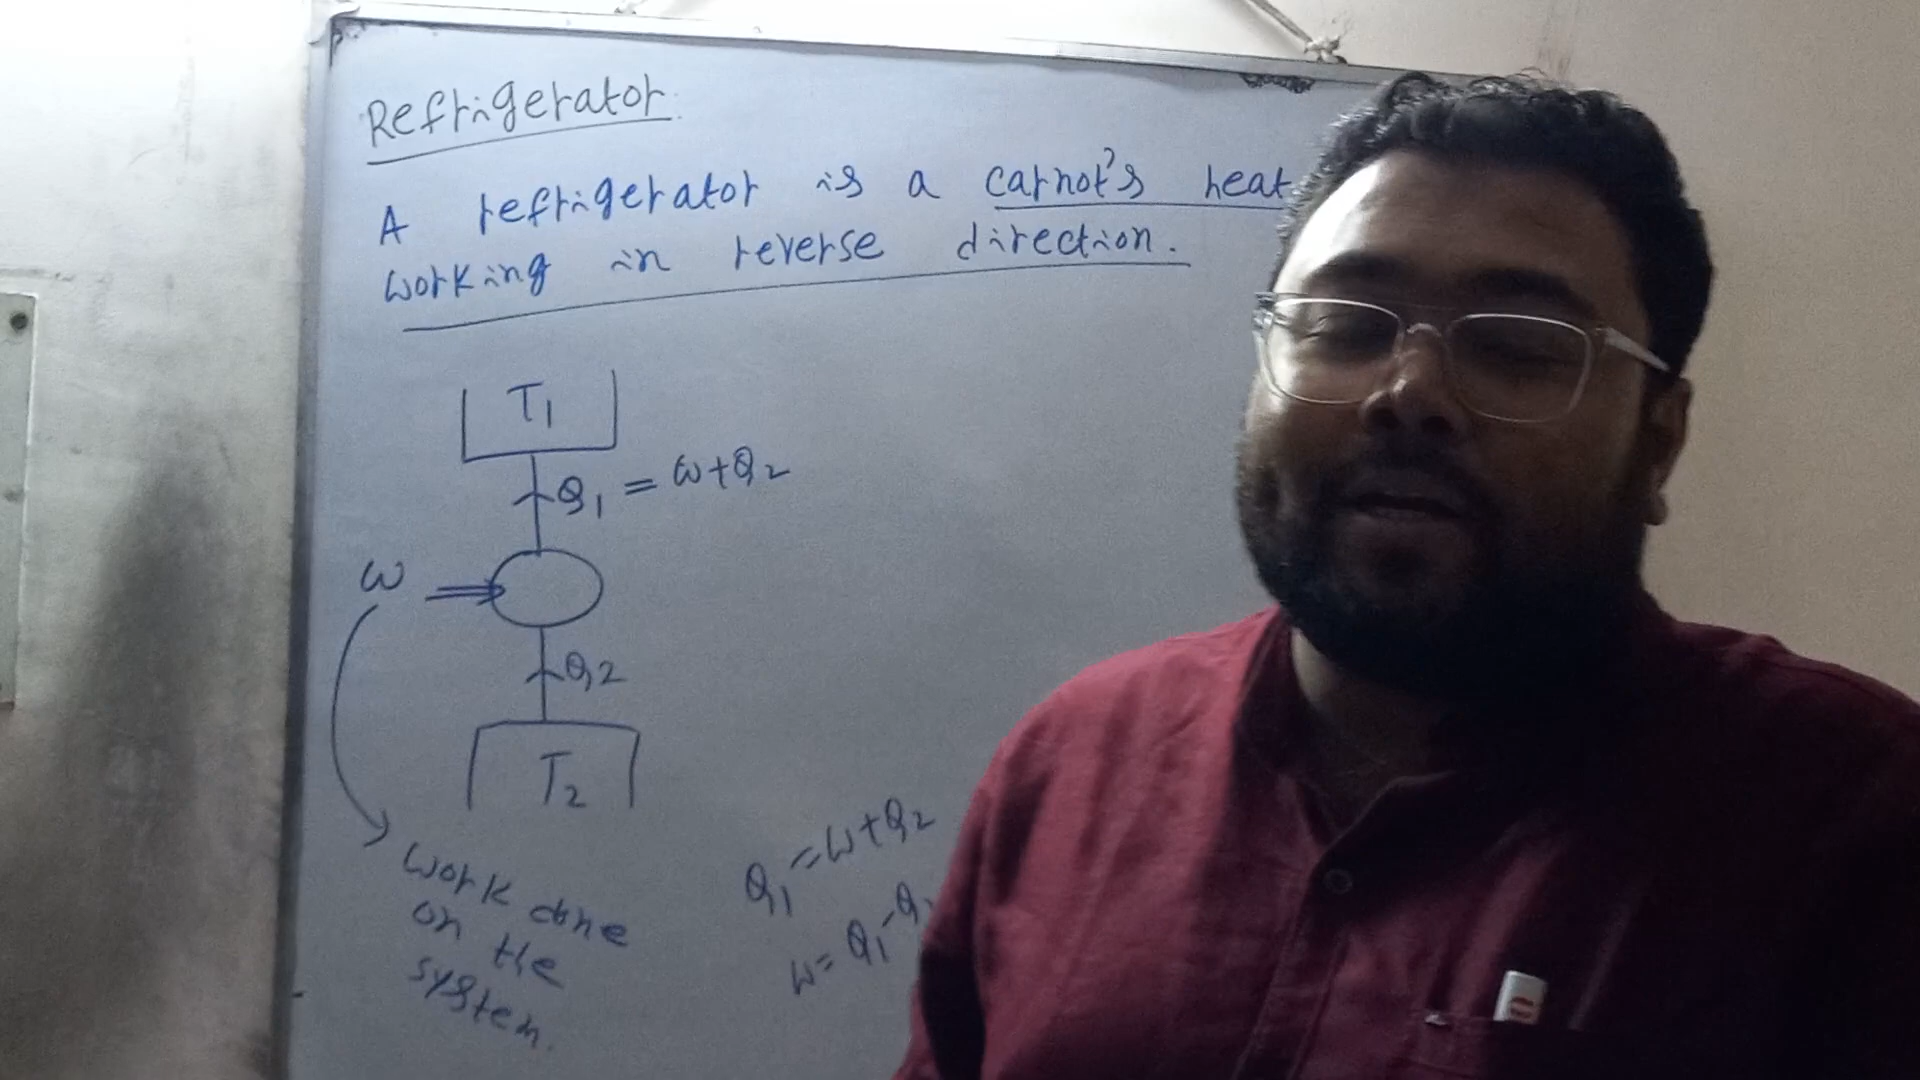 Refrigerator
A refrigerator is a carnot's heat
working in reverse direction.
T1
Q1 = W+Q2
W
Q2
T2
work done
on the
system.
Q1 = W+Q2
W = Q1-Q